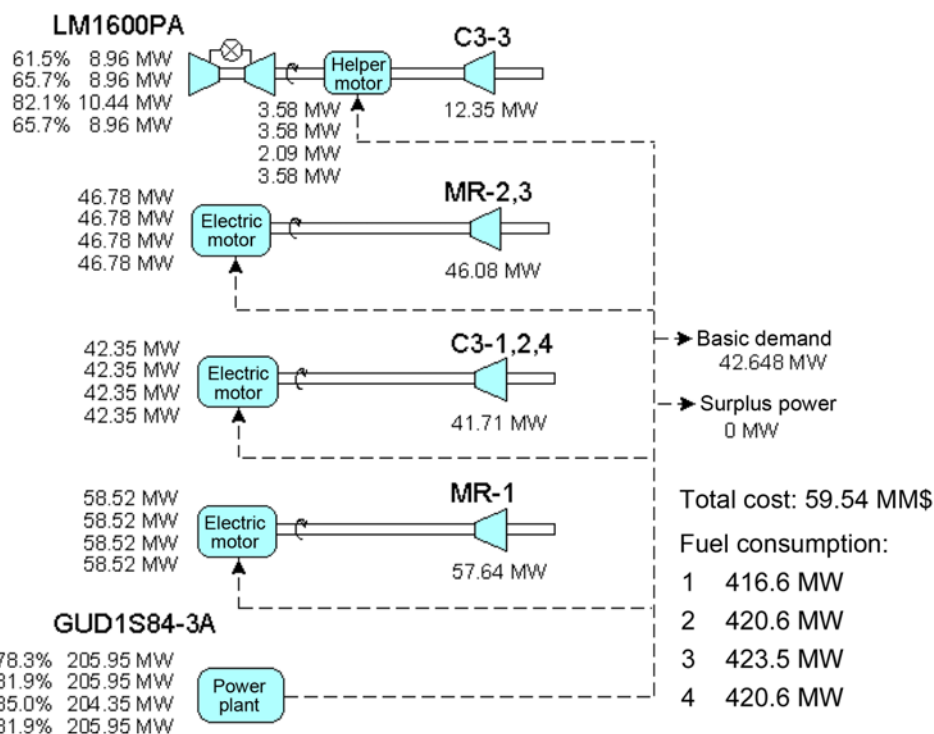 LM1600PA
61.5% 8.96 MW
65.7% 8.96 MW
82.1% 10.44 MW
65.7% 8.96 MW
Helper
motor
3.58 MW
3.58 MW
2.09 MW
3.58 MW
C3-3
12.35 MW
46.78 MW
46.78 MW
46.78 MW
46.78 MW
Electric
motor
MR-2,3
46.08 MW
42.35 MW
42.35 MW
42.35 MW
42.35 MW
Electric
motor
C3-1,2,4
41.71 MW
Basic demand
42.648 MW
Surplus power
0 MW
58.52 MW
58.52 MW
58.52 MW
58.52 MW
Electric
motor
MR-1
57.64 MW
GUD1S84-3A
78.3% 205.95 MW
205.95 MW
204.35 MW
205.95 MW
Power
plant
Total cost: 59.54 MM$
Fuel consumption:
1 416.6 MW
2 420.6 MW
3 423.5 MW
4 420.6 MW